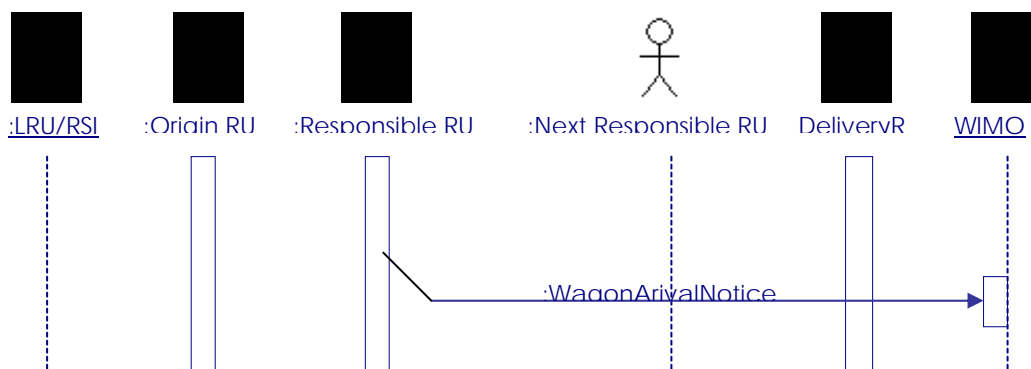 :LRU/RSI :Origin RU :Responsible RU :Next Responsible RU DeliveryR WIMO
:WagonArivalNotice